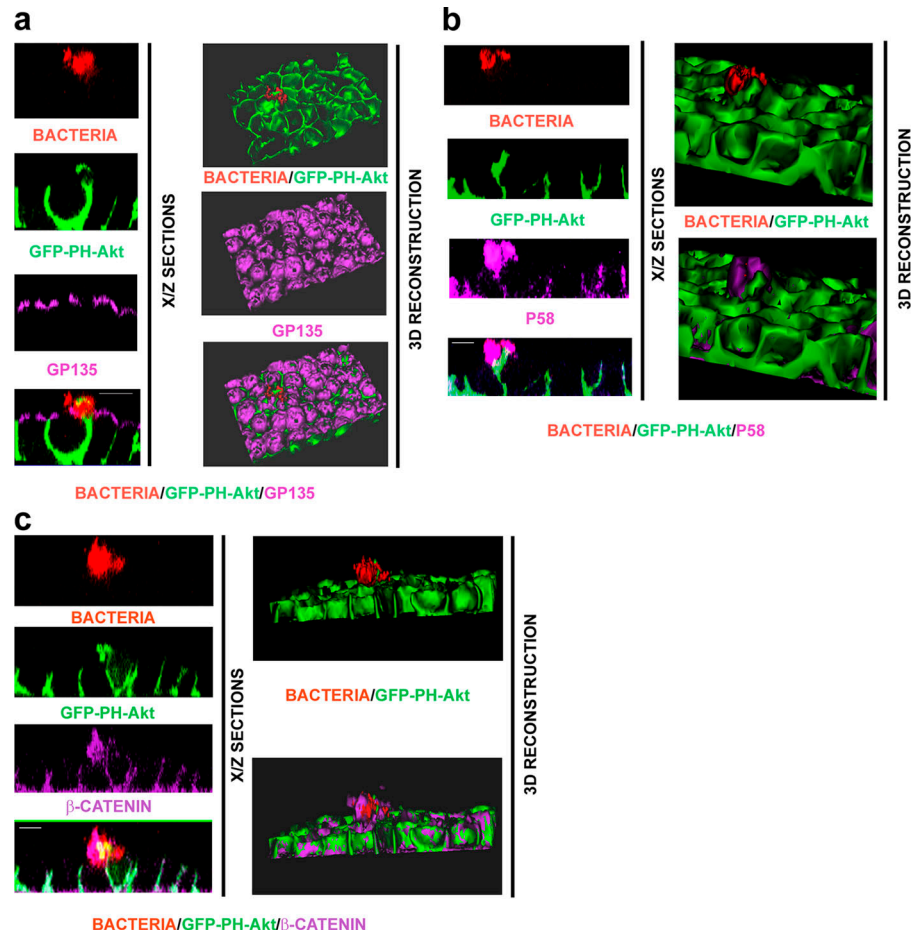 a
BACTERIA
GFP-PH-Akt
GP135
X/Z SECTIONS
BACTERIA/GFP-PH-Akt
GP135
3D RECONSTRUCTION
BACTERIA/GFP-PH-Akt/GP135
b
BACTERIA
GFP-PH-Akt
P58
X/Z SECTIONS
BACTERIA/GFP-PH-Akt
3D RECONSTRUCTION
BACTERIA/GFP-PH-Akt/P58
c
BACTERIA
GFP-PH-Akt
β-CATENIN
X/Z SECTIONS
BACTERIA/GFP-PH-Akt
3D RECONSTRUCTION
BACTERIA/GFP-PH-Akt/β-CATENIN